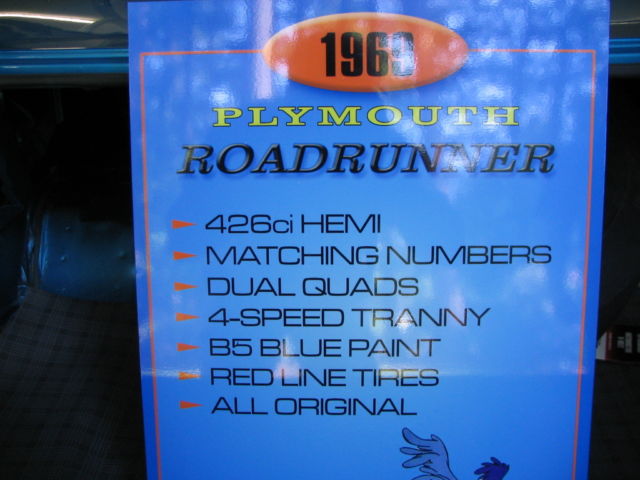 1969
PLYMOUTH
ROADRUNNER
426ci HEMI
MATCHING NUMBERS
DUAL QUADS
4-SPEED TRANNY
B5 BLUE PAINT
RED LINE TIRES
ALL ORIGINAL